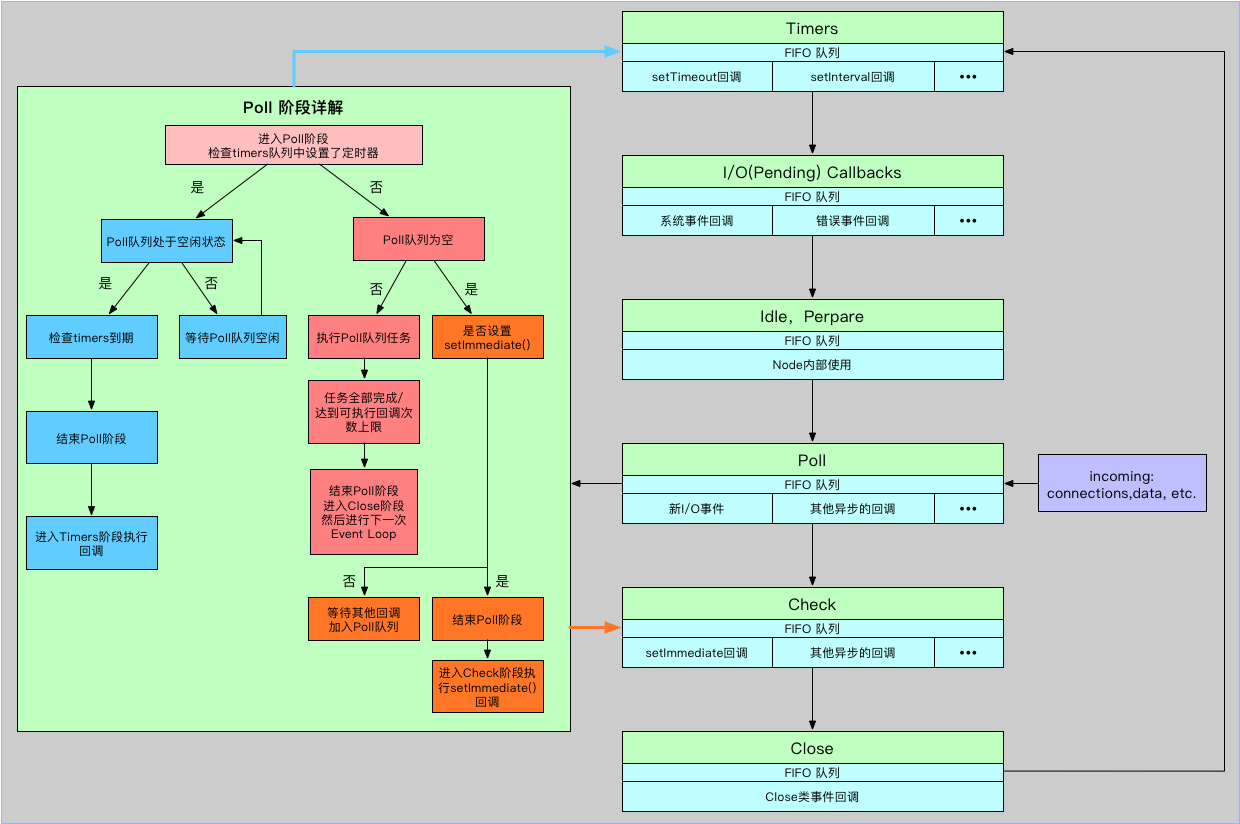 Poll 阶段详解
进入Poll阶段
检查timers队列中设置了定时器
是
否
Poll队列处于空闲状态
Poll队列为空
是
否
否
是
检查timers到期
等待Poll队列空闲
执行Poll队列任务
是否设置
setImmediate()
任务全部完成/
达到可执行回调次
数上限
结束Poll阶段
结束Poll阶段
进入Close阶段
然后进行下一次
Event Loop
进入Timers阶段执行
回调
否
是
等待其他回调
加入Poll队列
结束Poll阶段
进入Check阶段执
行setImmediate()
回调
Timers
FIFO 队列
setTimeout回调
setInterval回调
•••
I/O(Pending) Callbacks
FIFO 队列
系统事件回调
错误事件回调
•••
Idle，Perpare
FIFO 队列
Node内部使用
Poll
FIFO 队列
新I/O事件
其他异步的回调
•••
incoming:
connections,data, etc.
Check
FIFO 队列
setImmediate回调
其他异步的回调
•••
Close
FIFO 队列
Close类事件回调